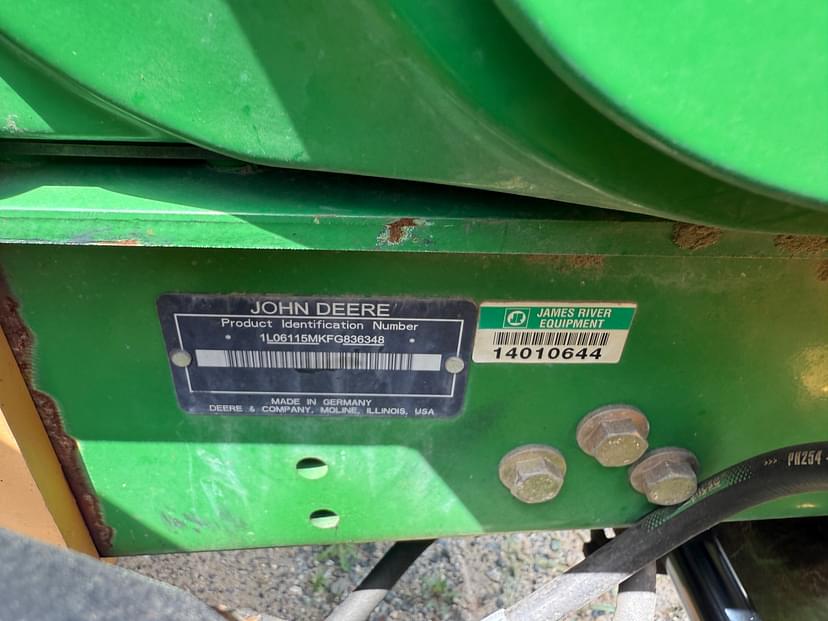 JOHN DEERE
Product Identification Number
1L06115MKFG836348
MADE IN GERMANY
DEERE & COMPANY, MOLINE, ILLINOIS, USA
JR JAMES RIVER
EQUIPMENT
14010644
>>> PH254